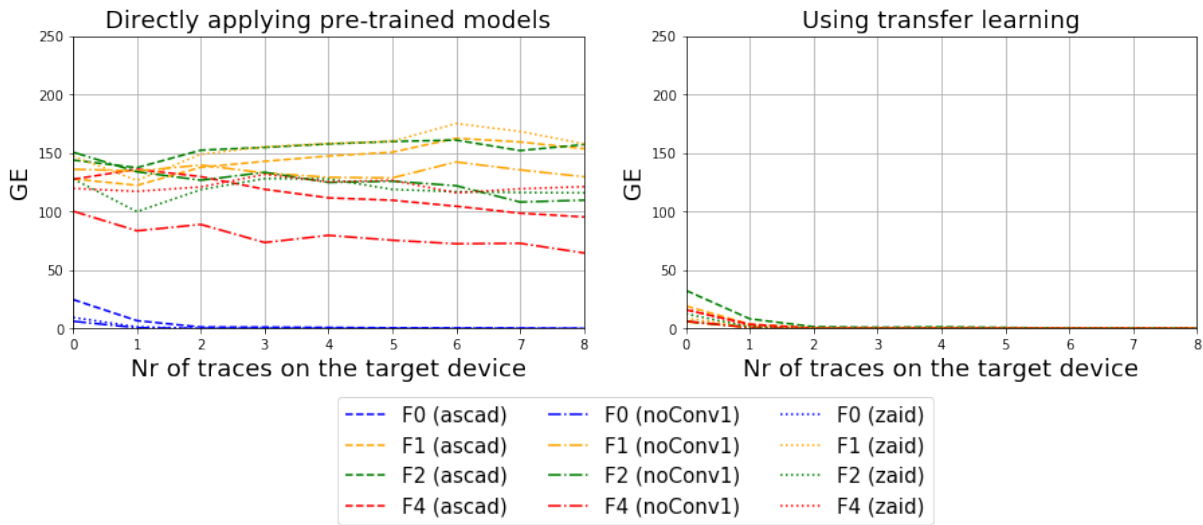 Directly applying pre-trained models
Using transfer learning
250
200
150
100
50
0
GE
0 1 2 3 4 5 6 7 8
Nr of traces on the target device
250
200
150
100
50
0
GE
0 1 2 3 4 5 6 7 8
Nr of traces on the target device
F0 (ascad) F0 (noConv1) F0 (zaid)
F1 (ascad) F1 (noConv1) F1 (zaid)
F2 (ascad) F2 (noConv1) F2 (zaid)
F4 (ascad) F4 (noConv1) F4 (zaid)